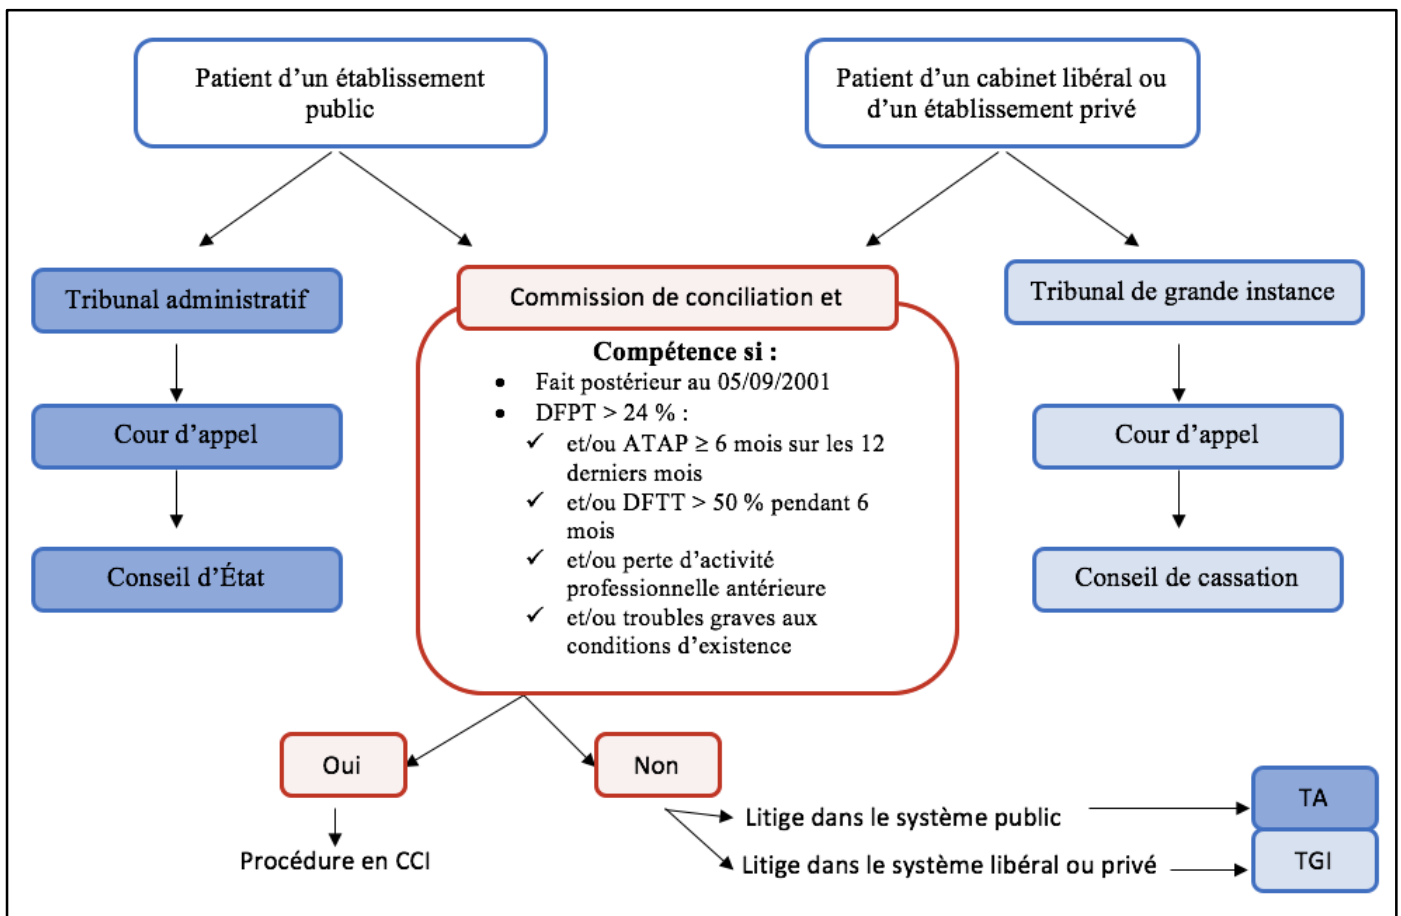 Patient d’un établissement
public
Patient d’un cabinet libéral ou
d’un établissement privé
Tribunal administratif
Commission de conciliation et
Tribunal de grande instance
Compétence si :
• Fait postérieur au 05/09/2001
• DFPT > 24 % :
✓ et/ou ATAP ≥ 6 mois sur les 12
derniers mois
✓ et/ou DFTT > 50 % pendant 6
mois
✓ et/ou perte d’activité
professionnelle antérieure
✓ et/ou troubles graves aux
conditions d’existence
Cour d’appel
Cour d’appel
Conseil d’État
Conseil de cassation
Oui
Non
Procédure en CCI
Litige dans le système public
TA
Litige dans le système libéral ou privé
TGI